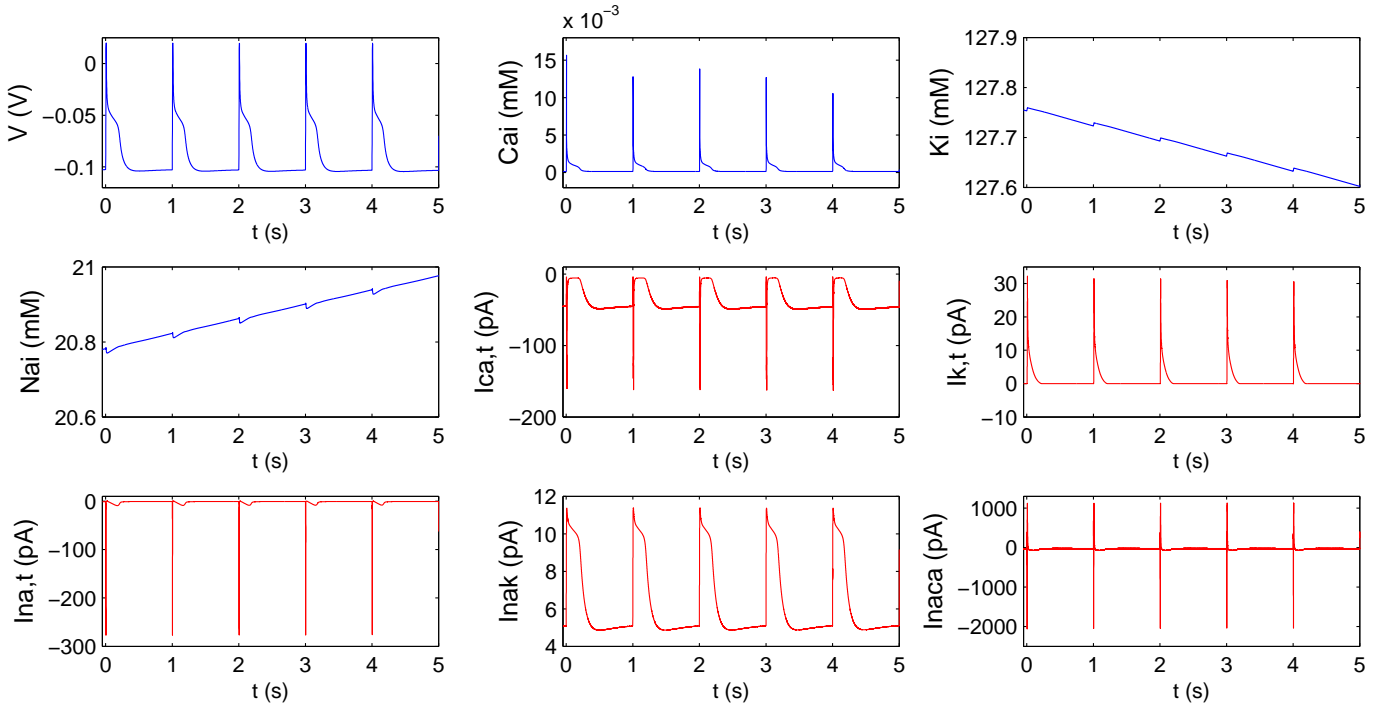 x 10⁻³
0
−0.05
−0.1
V (V)
0 1 2 3 4 5
t (s)
15
10
5
0
Cai (mM)
0 1 2 3 4 5
t (s)
127.9
127.8
127.7
127.6
Ki (mM)
0 1 2 3 4 5
t (s)
21
20.8
20.6
Nai (mM)
0 1 2 3 4 5
t (s)
0
−100
−200
Ica,t (pA)
0 1 2 3 4 5
t (s)
30
20
10
0
−10
Ik,t (pA)
0 1 2 3 4 5
t (s)
0
−100
−200
−300
Ina,t (pA)
0 1 2 3 4 5
t (s)
12
10
8
6
4
Inak (pA)
0 1 2 3 4 5
t (s)
1000
0
−1000
−2000
Inaca (pA)
0 1 2 3 4 5
t (s)